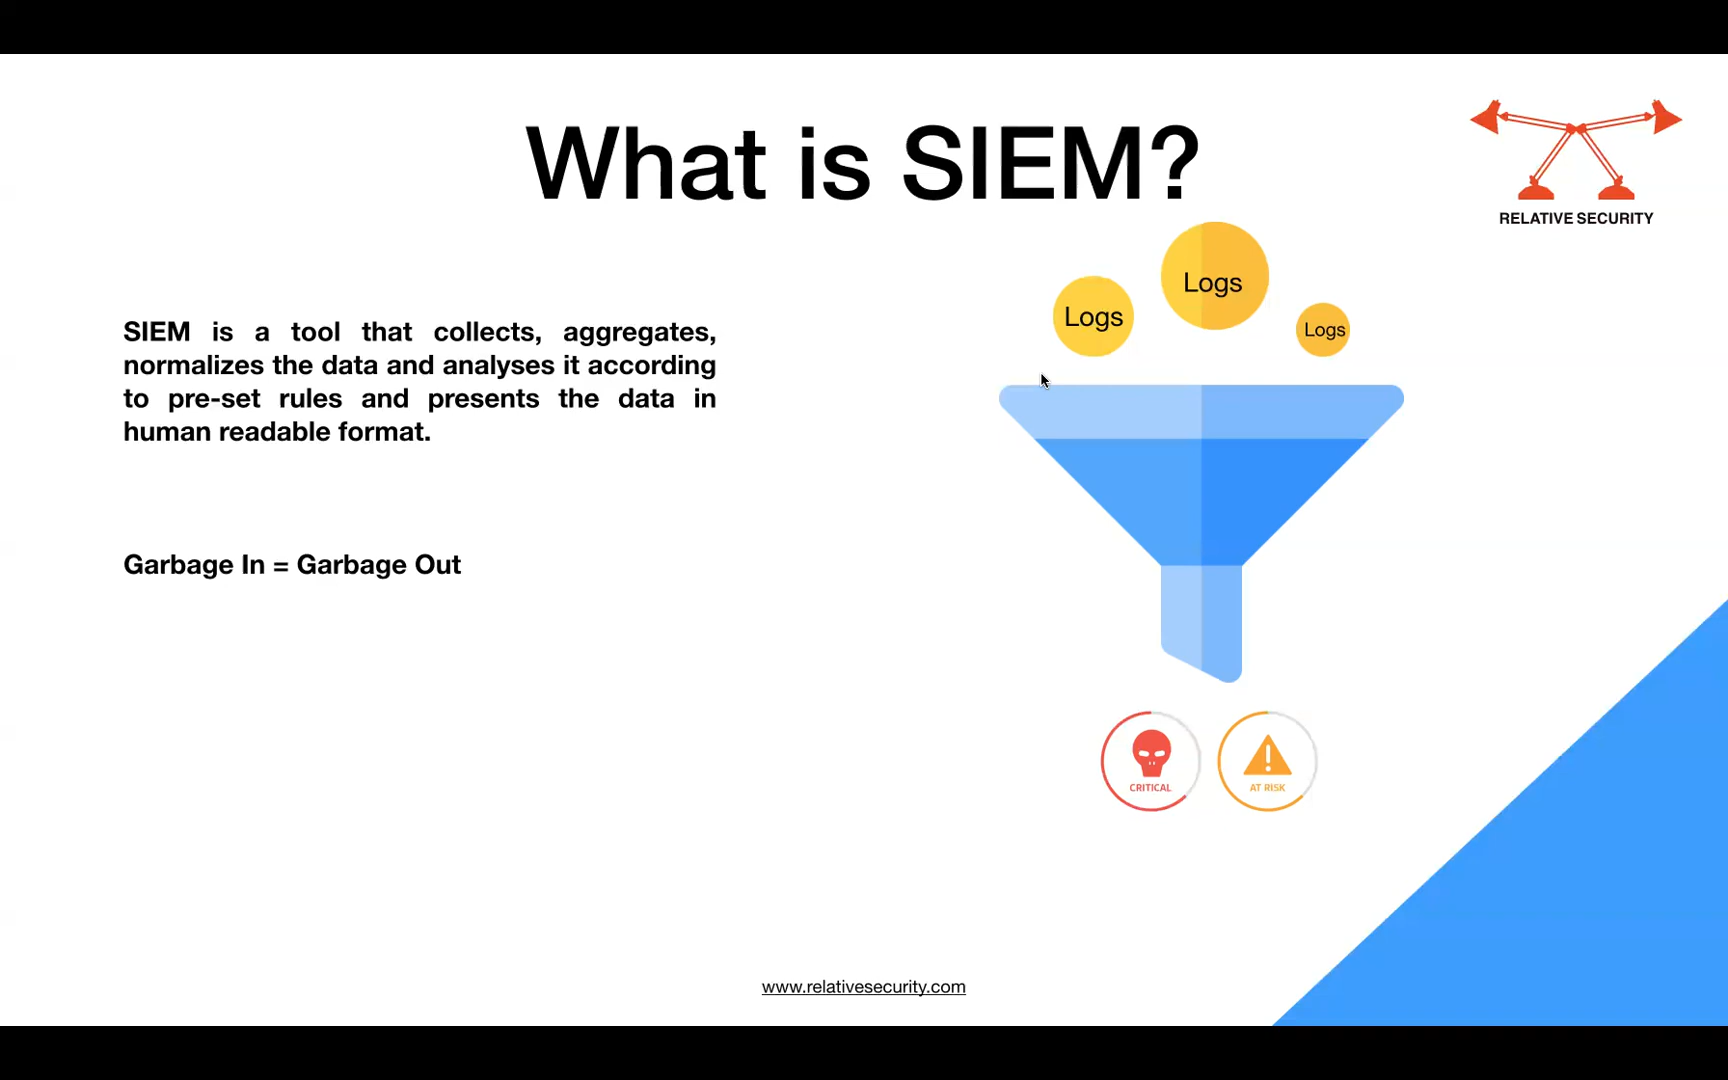 What is SIEM?
RELATIVE SECURITY
Logs
Logs
Logs
SIEM is a tool that collects, aggregates,
normalizes the data and analyses it according
to pre-set rules and presents the data in
human readable format.
Garbage In = Garbage Out
CRITICAL
AT RISK
www.relativesecurity.com